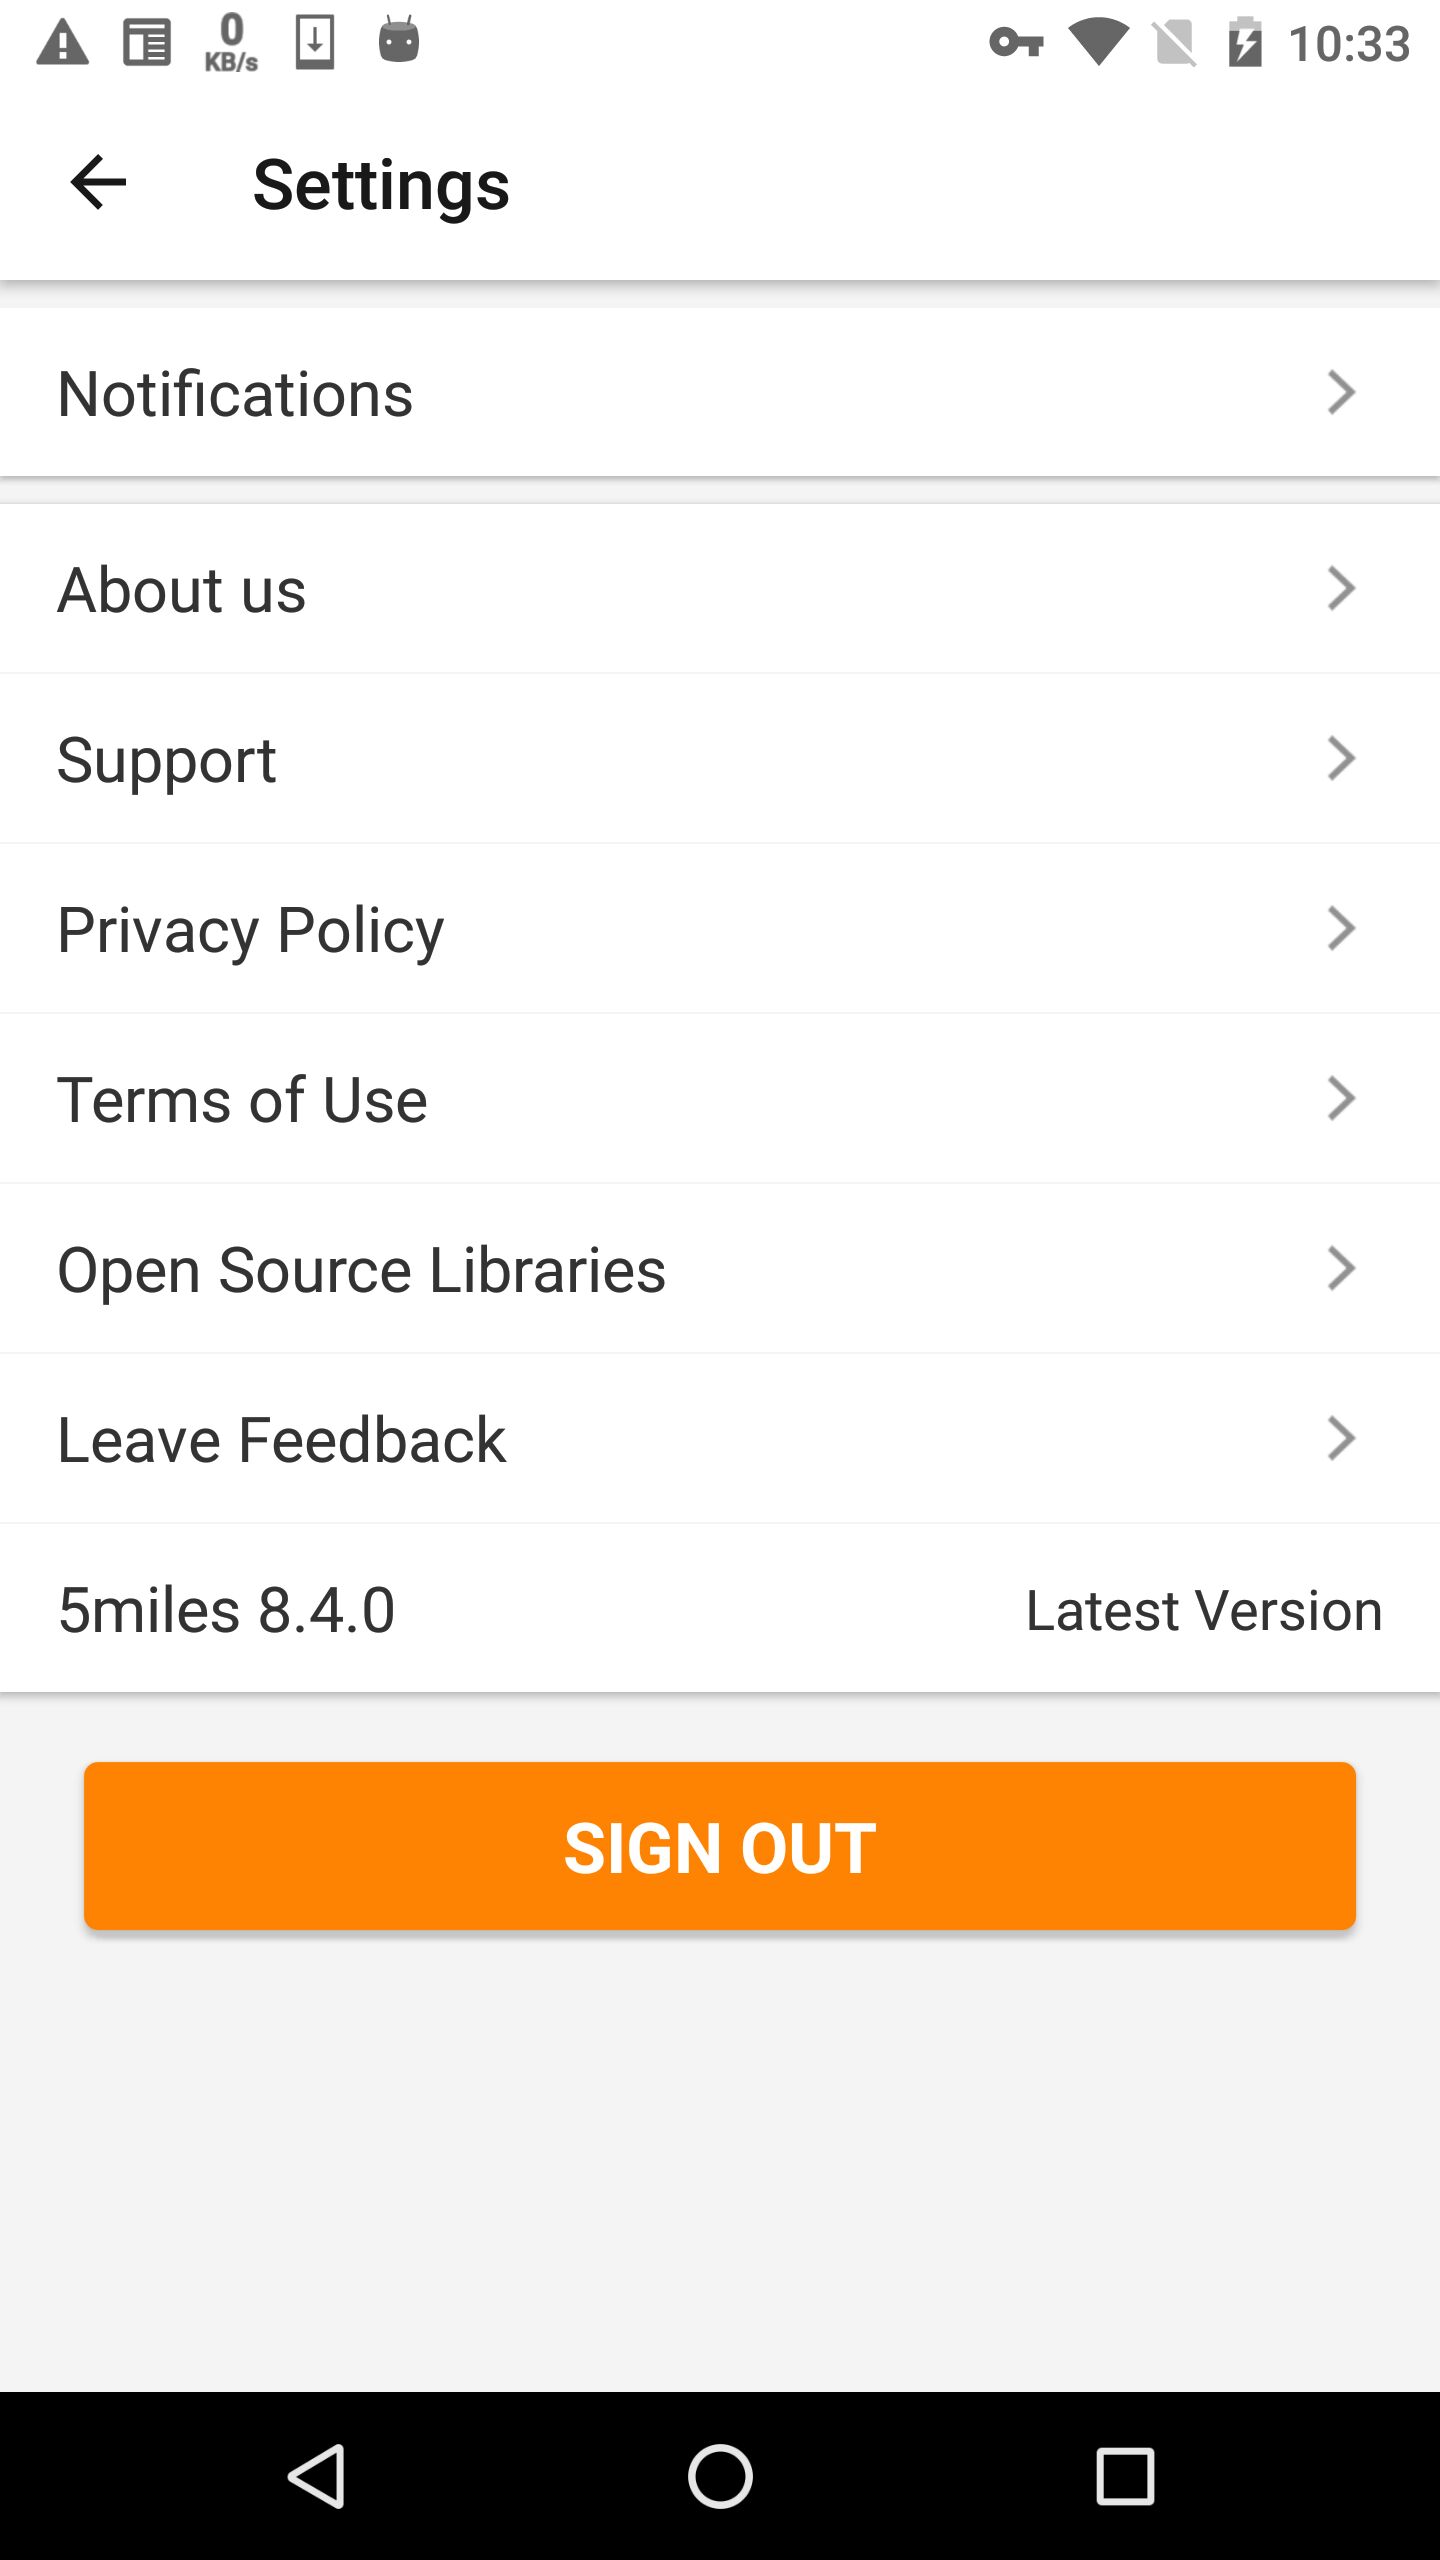 0
KB/s
10:33
Settings
Notifications
About us
Support
Privacy Policy
Terms of Use
Open Source Libraries
Leave Feedback
5miles 8.4.0 Latest Version
SIGN OUT